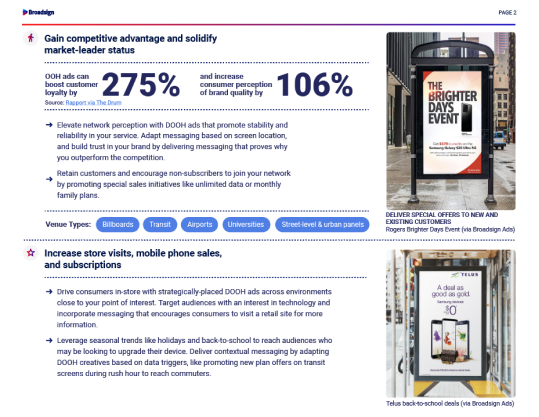 Broadsign
PAGE 2
Gain competitive advantage and solidify
market-leader status
OOH ads can
boost customer
loyalty by
275%
and increase
consumer perception
of brand quality by
106%
Source: Rapport via The Drum
Elevate network perception with DOOH ads that promote stability and
reliability in your service. Adapt messaging based on screen location,
and build trust in your brand by delivering messaging that proves why
you outperform the competition.
Retain customers and encourage non-subscribers to join your network
by promoting special sales initiatives like unlimited data or monthly
family plans.
Venue Types:
Billboards
Transit
Airports
Universities
Street-level & urban panels
THE
BRIGHTER
DAYS
EVENT
DELIVER SPECIAL OFFERS TO NEW AND
EXISTING CUSTOMERS
Rogers Brighter Days Event (via Broadsign Ads)
Increase store visits, mobile phone sales,
and subscriptions
Drive consumers in-store with strategically-placed DOOH ads across environments
close to your point of interest. Target audiences with an interest in technology and
incorporate messaging that encourages consumers to visit a retail site for more
information.
Leverage seasonal trends like holidays and back-to-school to reach audiences who
may be looking to upgrade their device. Deliver contextual messaging by adapting
DOOH creatives based on data triggers, like promoting new plan offers on transit
screens during rush hour to reach commuters.
TELUS
A deal as
good as gold.
$0
Telus back-to-school deals (via Broadsign Ads)